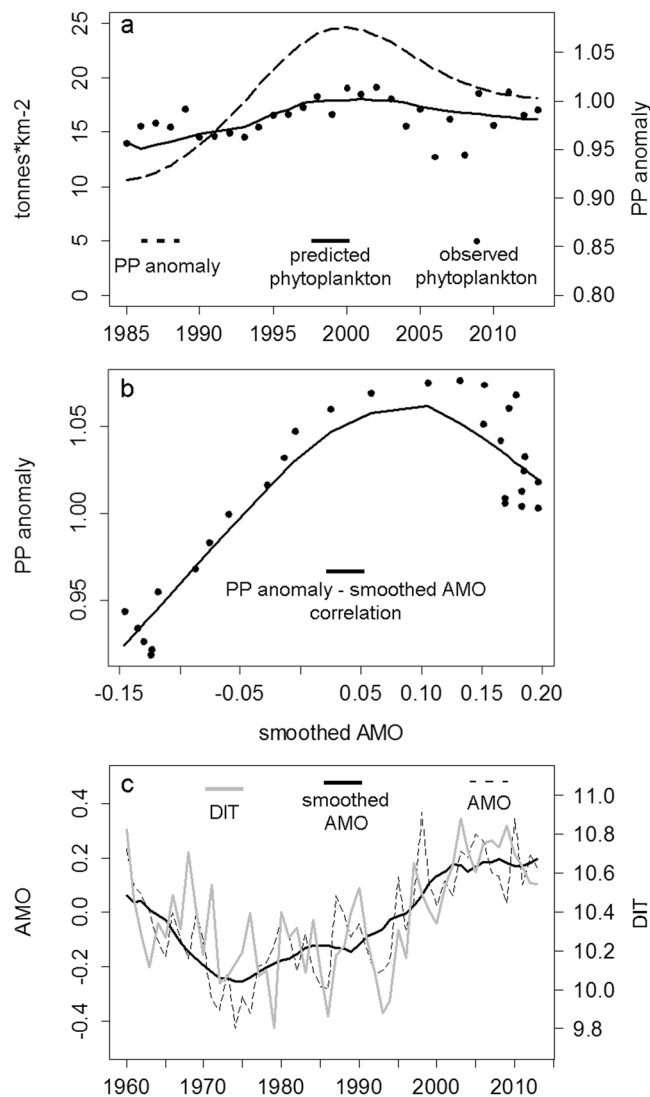 a
25
20
15
10
5
0
tonnes*km-2
1.05
1.00
0.95
0.90
0.85
0.80
PP anomaly
PP anomaly
predicted
phytoplankton
observed
phytoplankton
1985 1990 1995 2000 2005 2010
b
1.05
1.00
0.95
PP anomaly
PP anomaly - smoothed AMO
correlation
-0.15 -0.05 0.05 0.10 0.15 0.20
smoothed AMO
c
DIT
smoothed
AMO
AMO
0.4
0.2
0.0
-0.2
-0.4
AMO
11.0
10.8
10.6
10.4
10.2
10.0
9.8
DIT
1960 1970 1980 1990 2000 2010